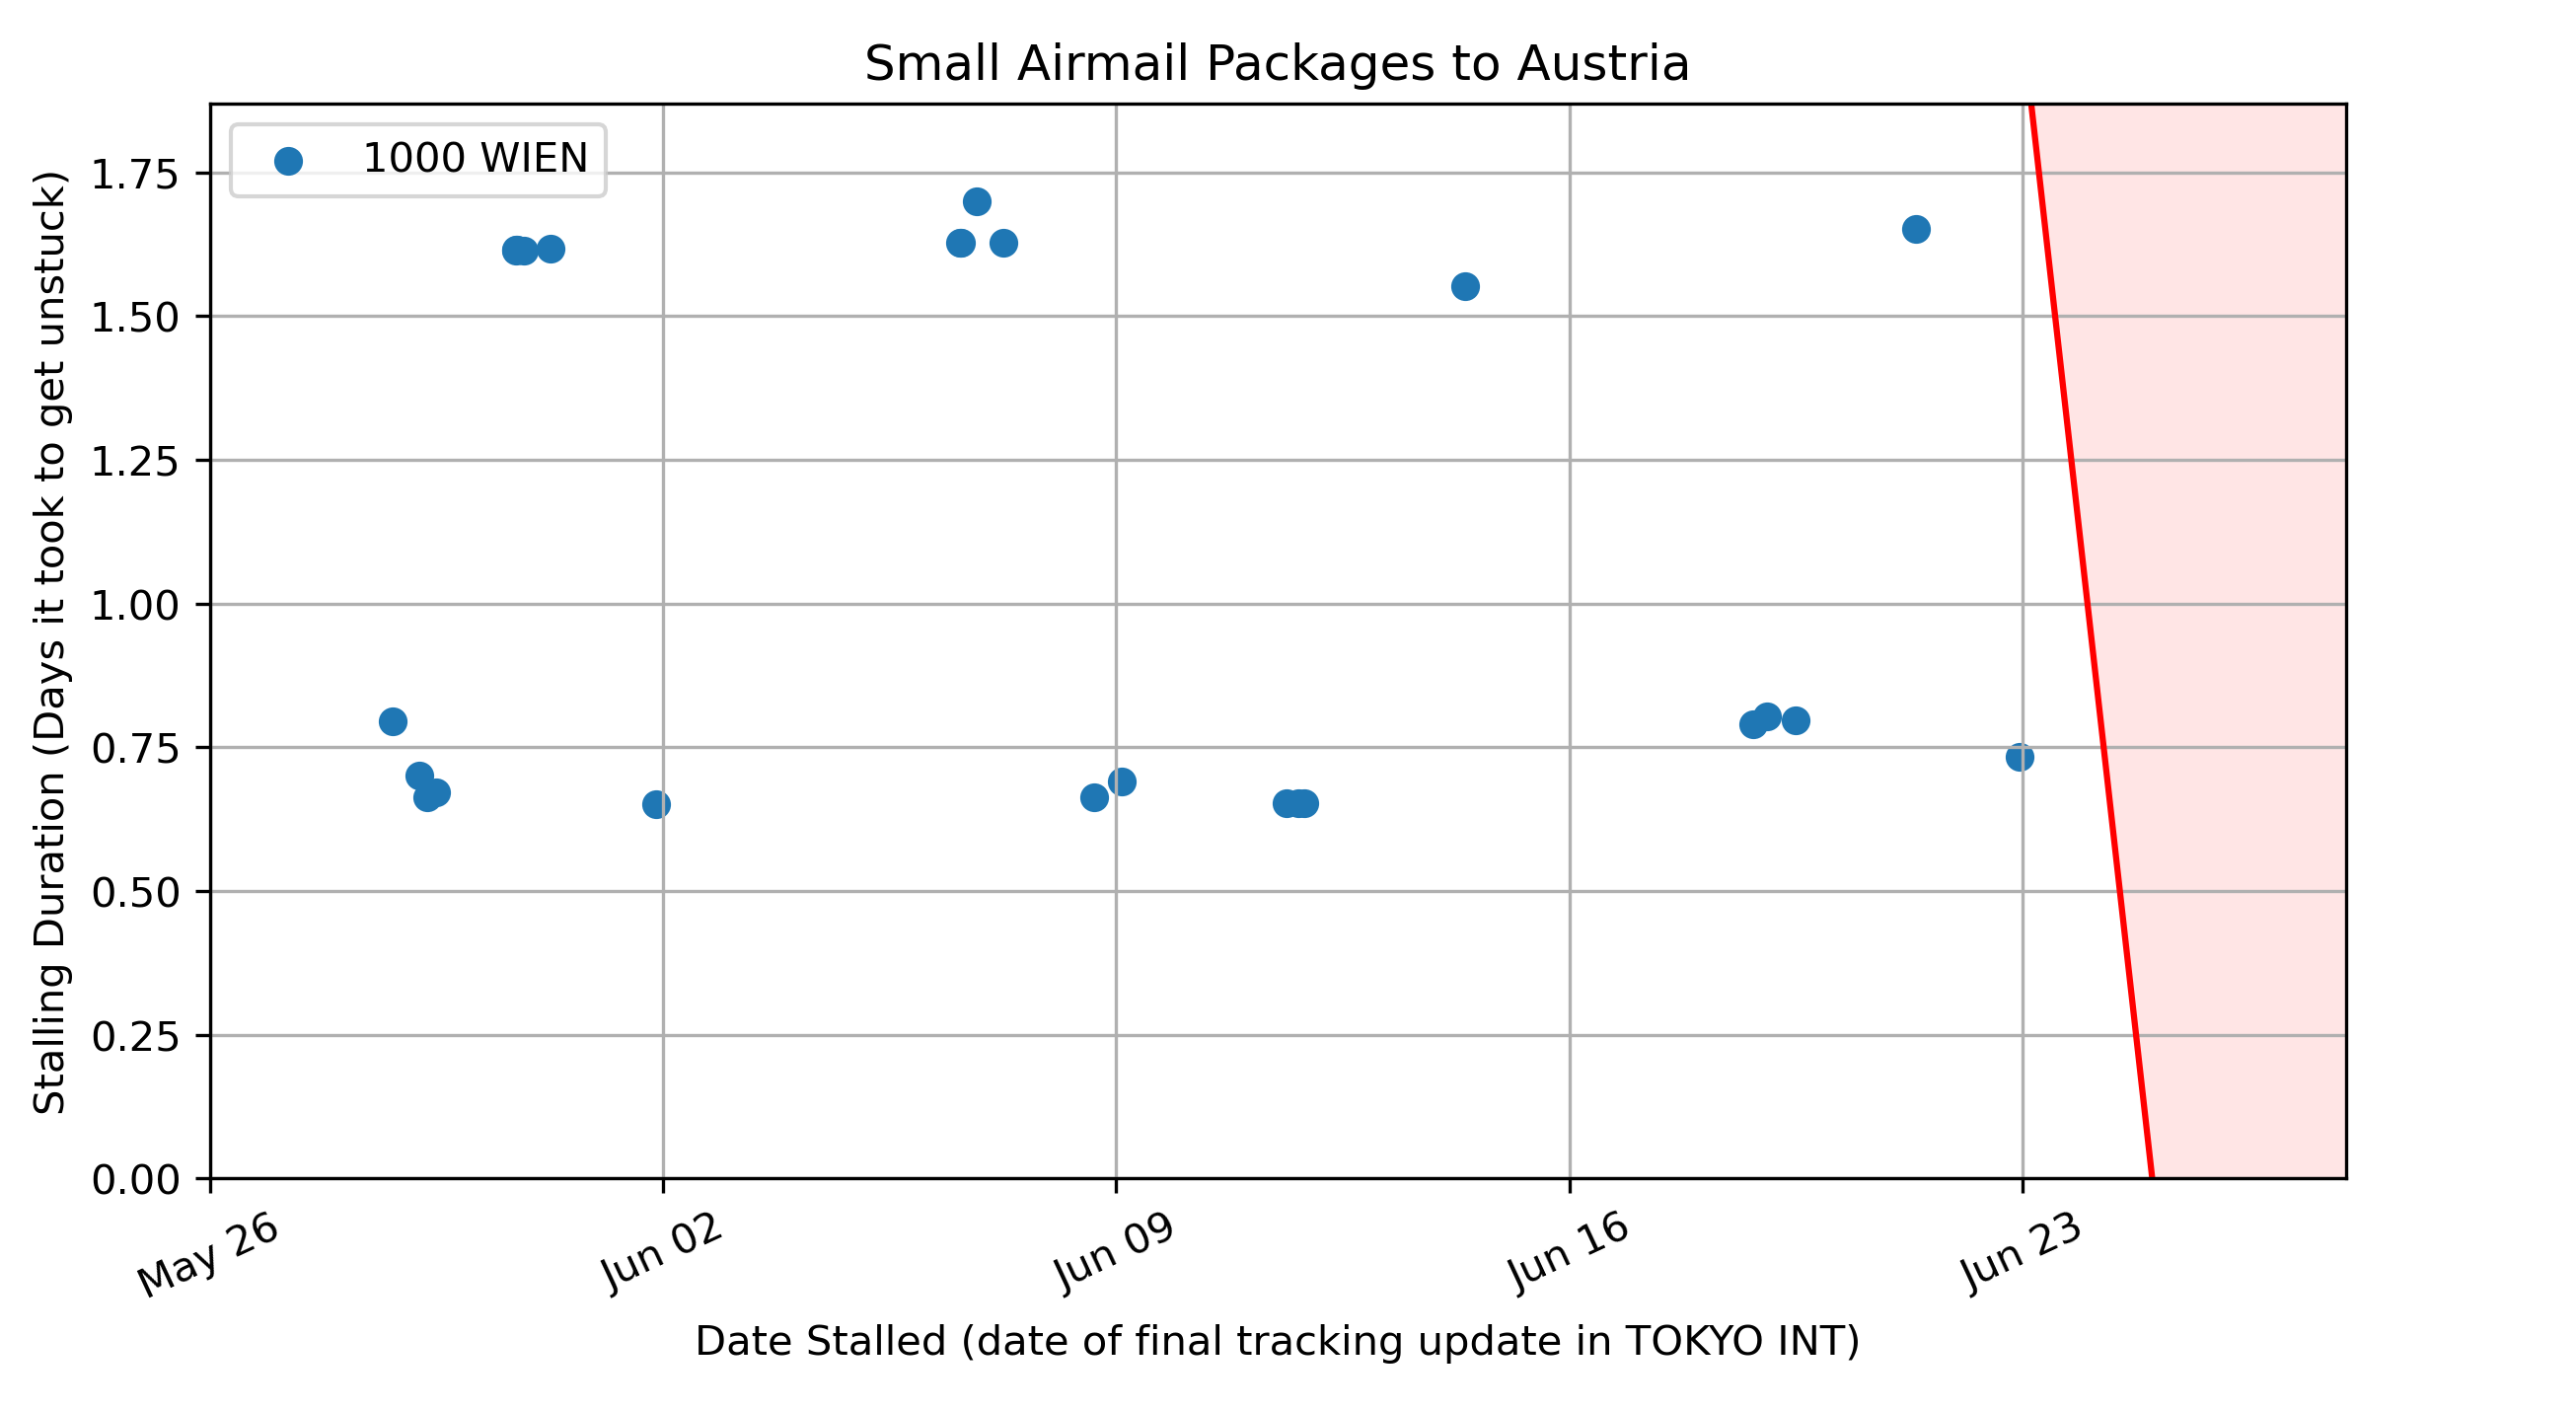 Small Airmail Packages to Austria
1000 WIEN
Stalling Duration (Days it took to get unstuck)
1.75
1.50
1.25
1.00
0.75
0.50
0.25
0.00
May 26
Jun 02
Jun 09
Jun 16
Jun 23
Date Stalled (date of final tracking update in TOKYO INT)